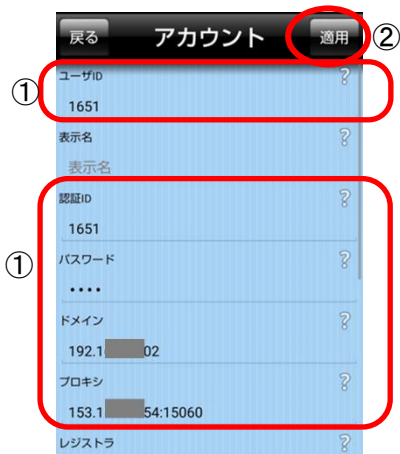 戻る アカウント 適用 ②
ユーザID ?
① 1651
表示名 ?
表示名
認証ID ?
1651
① パスワード ?
••••
ドメイン ?
192.1 02
プロキシ ?
153.1 54:15060
レジストラ ?